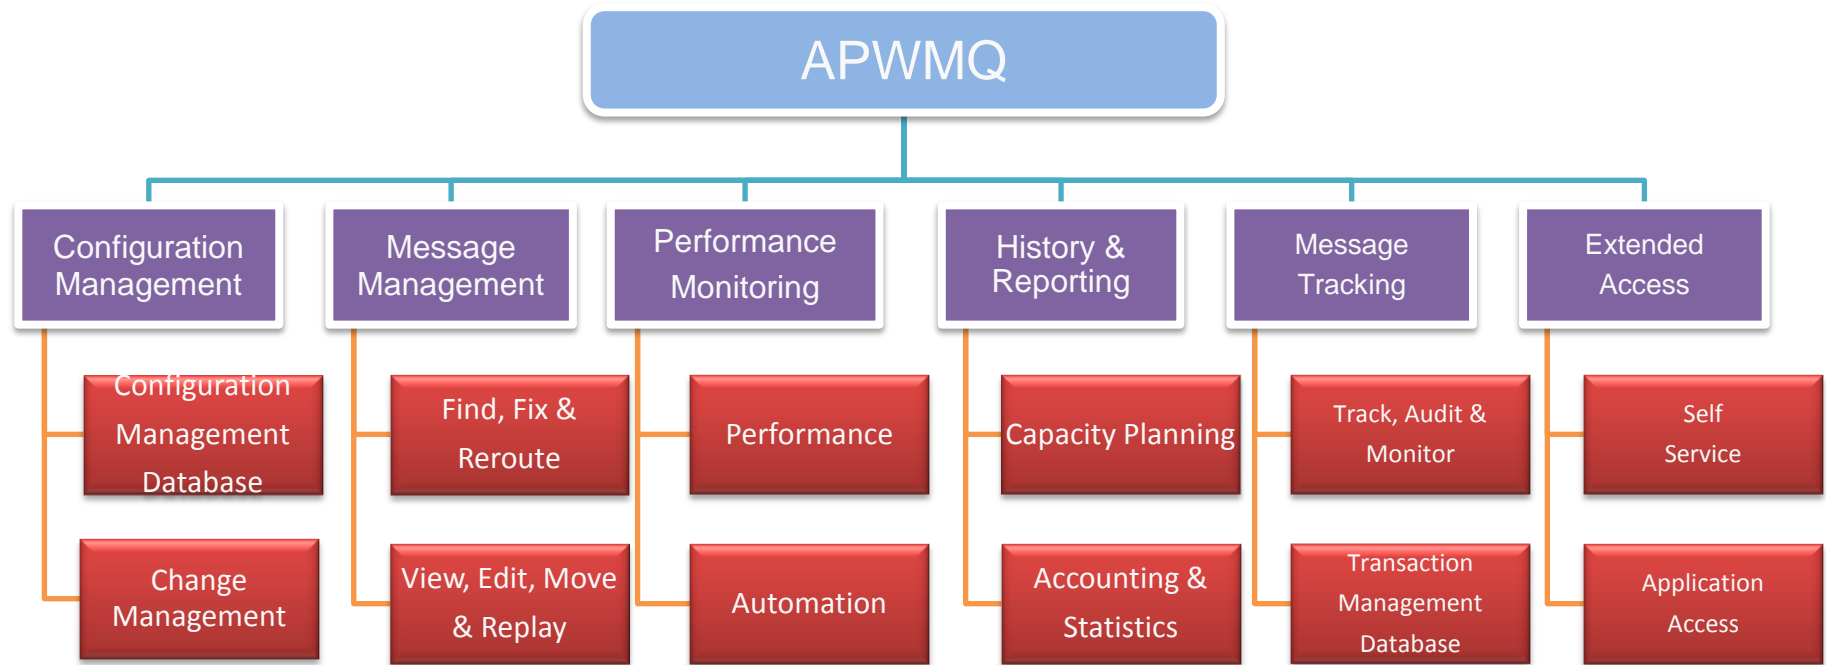 APWMQ
Configuration
Management
Message
Management
Performance
Monitoring
History &
Reporting
Message
Tracking
Extended
Access
Configuration
Management
Database
Find, Fix &
Reroute
Performance
Capacity Planning
Track, Audit &
Monitor
Self
Service
Change
Management
View, Edit, Move
& Replay
Automation
Accounting &
Statistics
Transaction
Management
Database
Application
Access